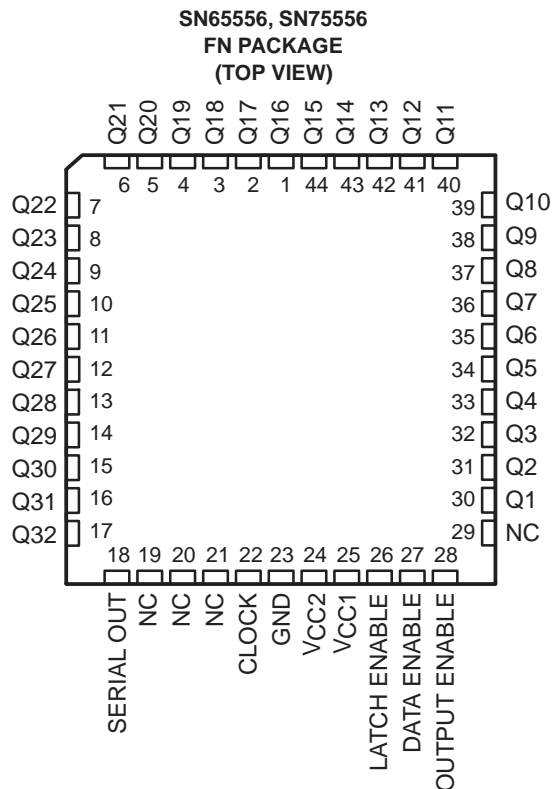 SN65556, SN75556
FN PACKAGE
(TOP VIEW)
Q21 Q20 Q19 Q18 Q17 Q16 Q15 Q14 Q13 Q12 Q11
6 5 4 3 2 1 44 43 42 41 40
Q22 7 39 Q10
Q23 8 38 Q9
Q24 9 37 Q8
Q25 10 36 Q7
Q26 11 35 Q6
Q27 12 34 Q5
Q28 13 33 Q4
Q29 14 32 Q3
Q30 15 31 Q2
Q31 16 30 Q1
Q32 17 29 NC
18 19 20 21 22 23 24 25 26 27 28
SERIAL OUT
NC
NC
NC
CLOCK
GND
VCC2
VCC1
LATCH ENABLE
DATA ENABLE
OUTPUT ENABLE